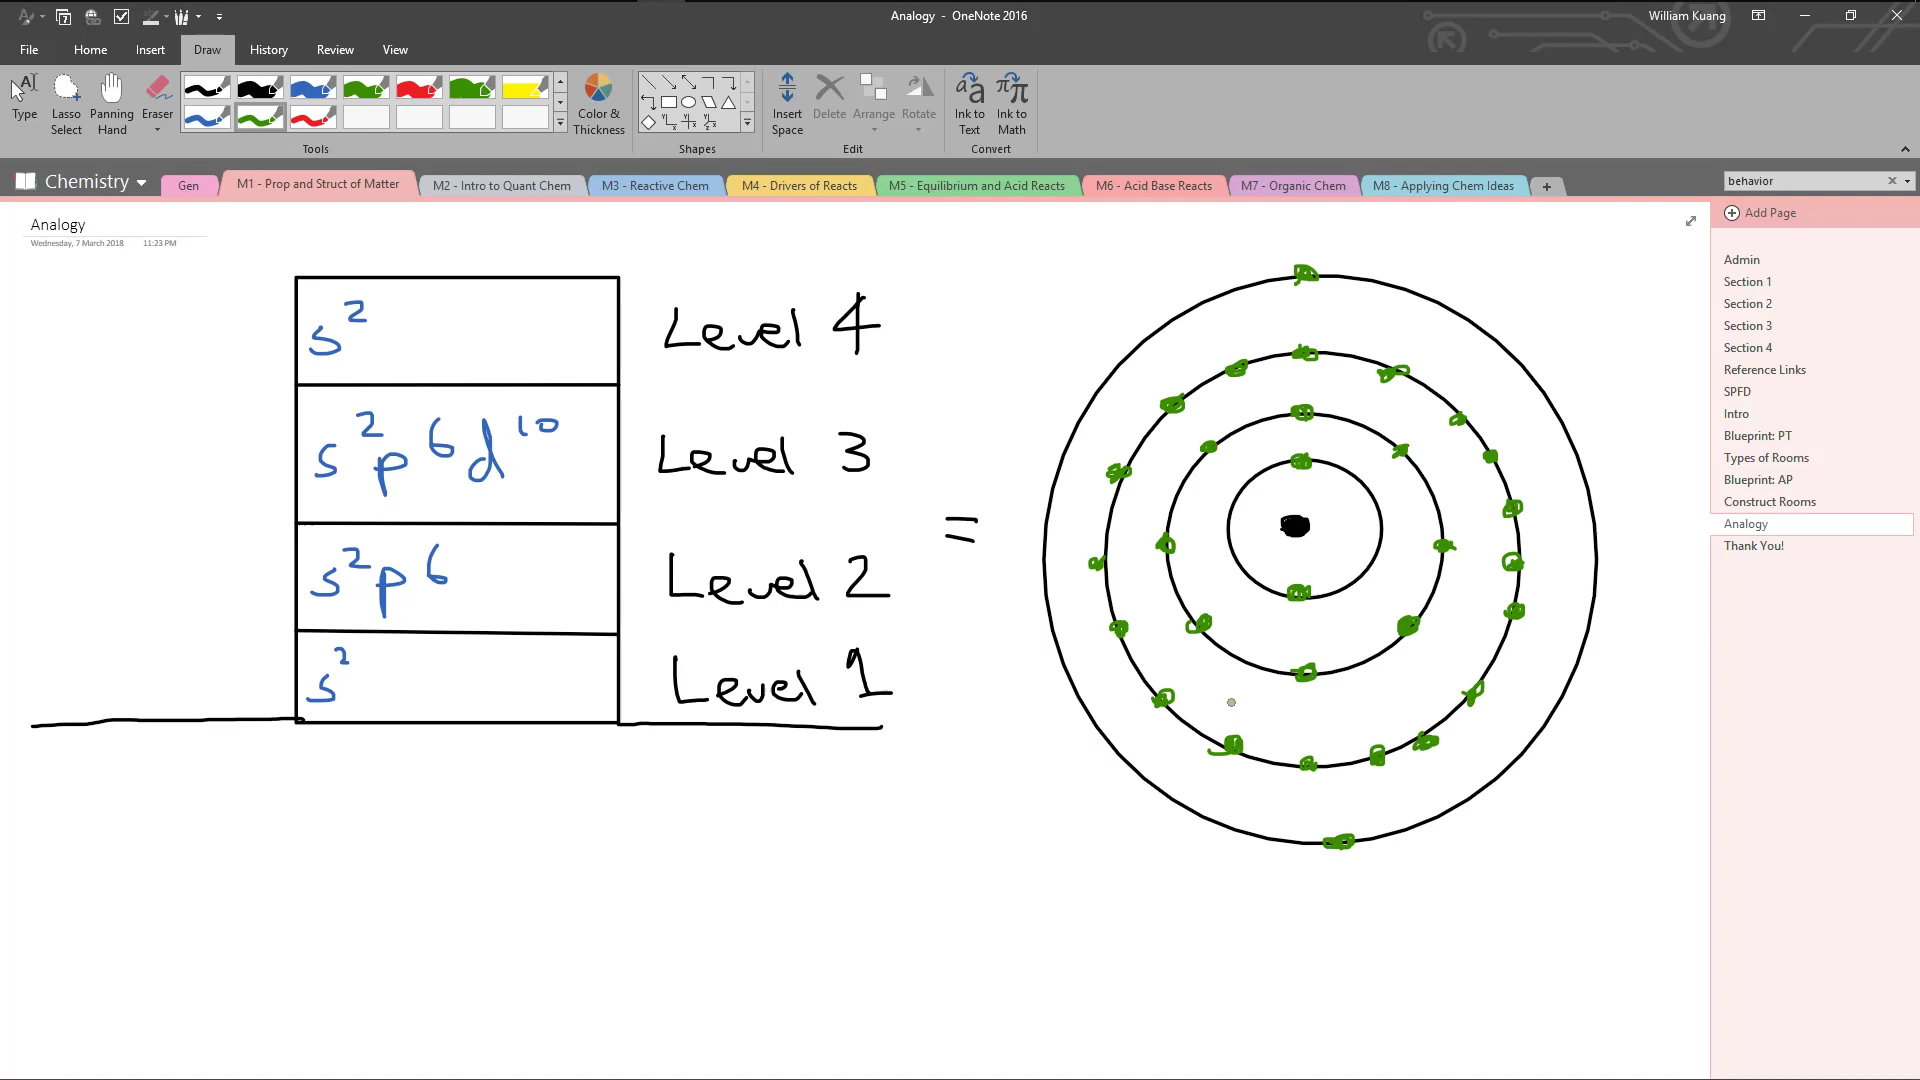 Analogy - OneNote 2016
William Kuang
File Home Insert Draw History Review View
Type
Lasso Select
Panning Hand
Eraser
Color & Thickness
Insert Space
Delete
Arrange
Rotate
Ink to Text
Ink to Math
Tools
Shapes
Edit
Convert
Chemistry
Gen
M1 - Prop and Struct of Matter
M2 - Intro to Quant Chem
M3 - Reactive Chem
M4 - Drivers of Reacts
M5 - Equilibrium and Acid Reacts
M6 - Acid Base Reacts
M7 - Organic Chem
M8 - Applying Chem Ideas
behavior
Add Page
Analogy
Wednesday, 7 March 2018 11:23 PM
s² Level 4
s² p⁶ d¹⁰ Level 3
=
s² p⁶ Level 2
s² Level 1
Admin
Section 1
Section 2
Section 3
Section 4
Reference Links
SPFD
Intro
Blueprint: PT
Types of Rooms
Blueprint: AP
Construct Rooms
Analogy
Thank You!